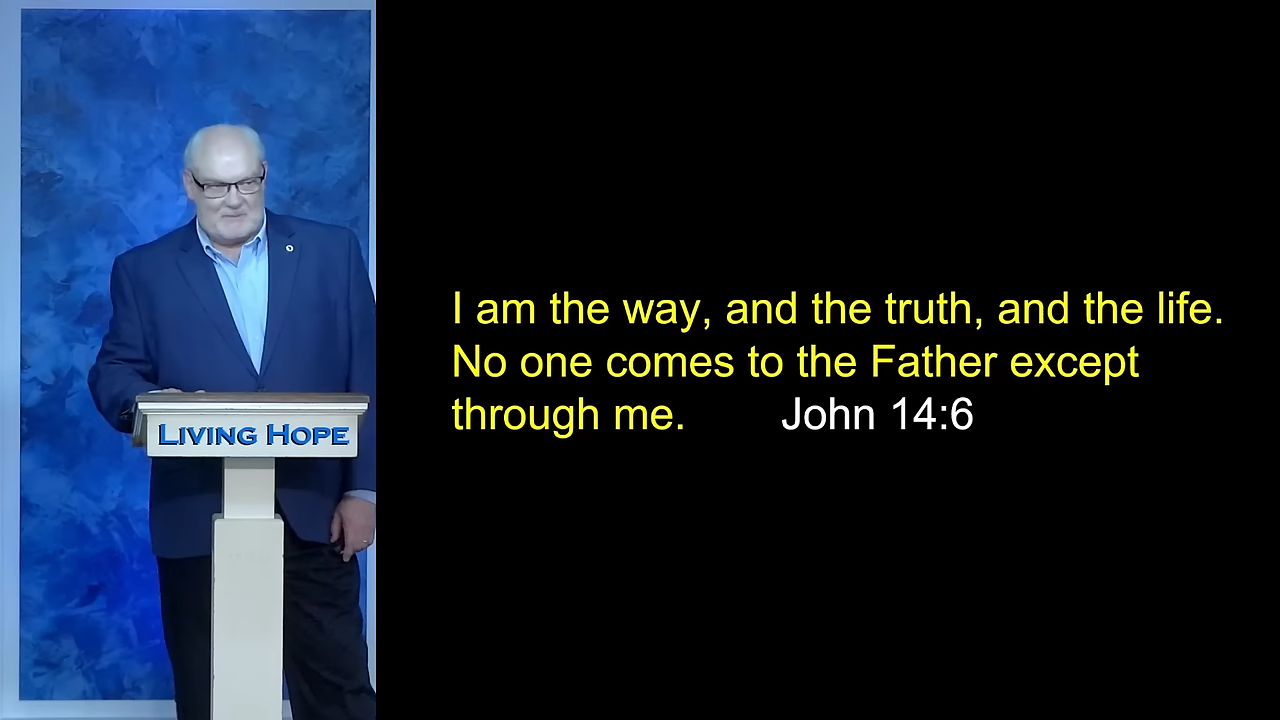 LIVING HOPE
I am the way, and the truth, and the life.
No one comes to the Father except
through me. John 14:6